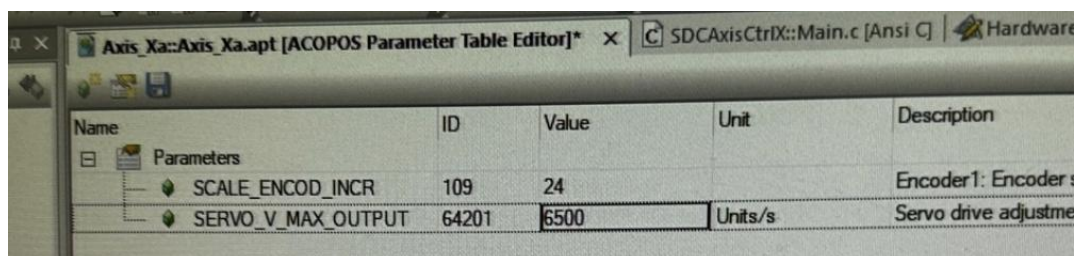 Axis_Xa::Axis_Xa.apt [ACOPOS Parameter Table Editor]* X C SDCAxisCtrlX::Main.c [Ansi C] Hardware
Name ID Value Unit Description
Parameters
SCALE_ENCOD_INCR 109 24 Encoder1: Encoder s
SERVO_V_MAX_OUTPUT 64201 6500 Units/s Servo drive adjustme